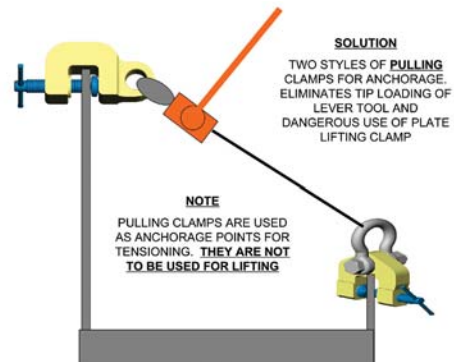 SOLUTION
TWO STYLES OF PULLING
CLAMPS FOR ANCHORAGE.
ELIMINATES TIP LOADING OF
LEVER TOOL AND
DANGEROUS USE OF PLATE
LIFTING CLAMP
NOTE
PULLING CLAMPS ARE USED
AS ANCHORAGE POINTS FOR
TENSIONING. THEY ARE NOT
TO BE USED FOR LIFTING